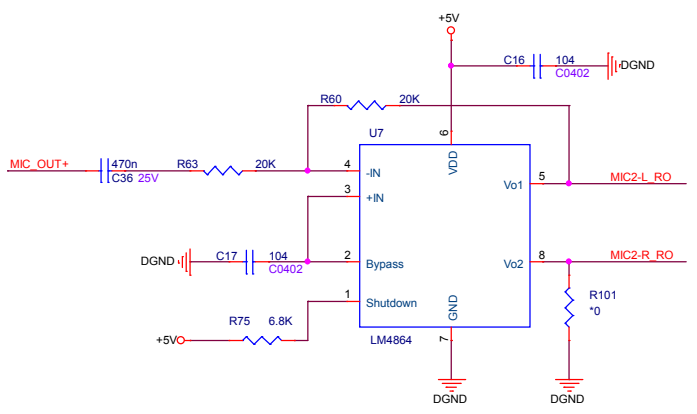 +5V
C16 104
C0402
DGND
R60 20K
U7
6
VDD
MIC_OUT+
470n
C36 25V
R63 20K
4
-IN
3
+IN
Vo1
5
MIC2-L_RO
DGND
C17 104
C0402
2
Bypass
Vo2
8
MIC2-R_RO
1
Shutdown
R101
*0
R75 6.8K
+5V
GND
7
LM4864
DGND
DGND